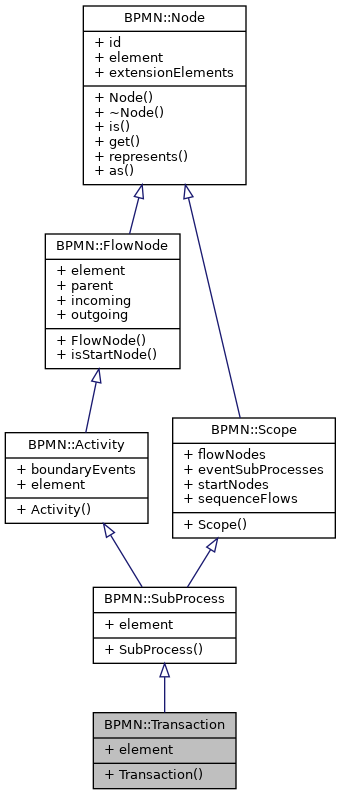 BPMN::Node
+ id
+ element
+ extensionElements
+ Node()
+ ~Node()
+ is()
+ get()
+ represents()
+ as()
BPMN::FlowNode
+ element
+ parent
+ incoming
+ outgoing
+ FlowNode()
+ isStartNode()
BPMN::Scope
+ flowNodes
+ eventSubProcesses
+ startNodes
+ sequenceFlows
+ Scope()
BPMN::Activity
+ boundaryEvents
+ element
+ Activity()
BPMN::SubProcess
+ element
+ SubProcess()
BPMN::Transaction
+ element
+ Transaction()